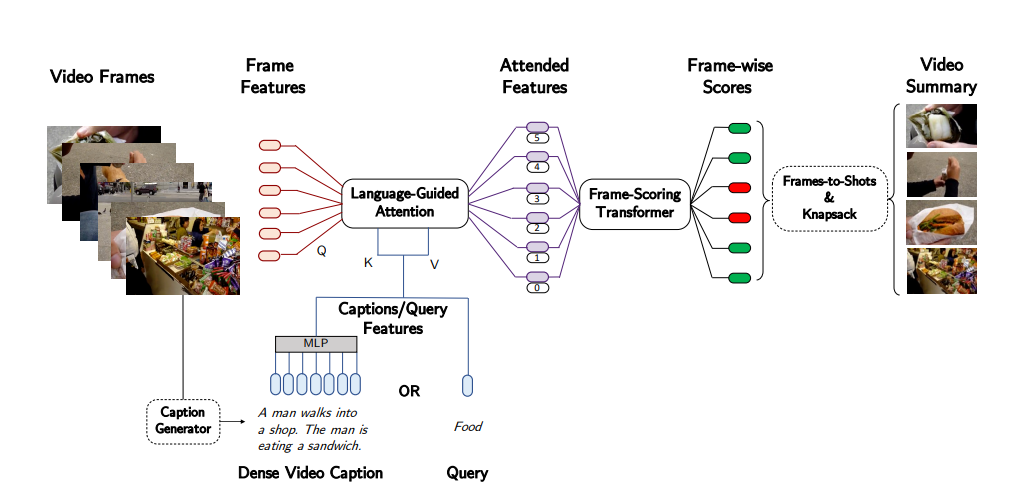 Video Frames
Frame
Features
Attended
Features
Frame-wise
Scores
Video
Summary
5
4
3
2
1
0
Language-Guided
Attention
Frame-Scoring
Transformer
Frames-to-Shots
&
Knapsack
Q
K
V
Captions/Query
Features
MLP
OR
Caption
Generator
A man walks into
a shop. The man is
eating a sandwich.
Food
Dense Video Caption
Query